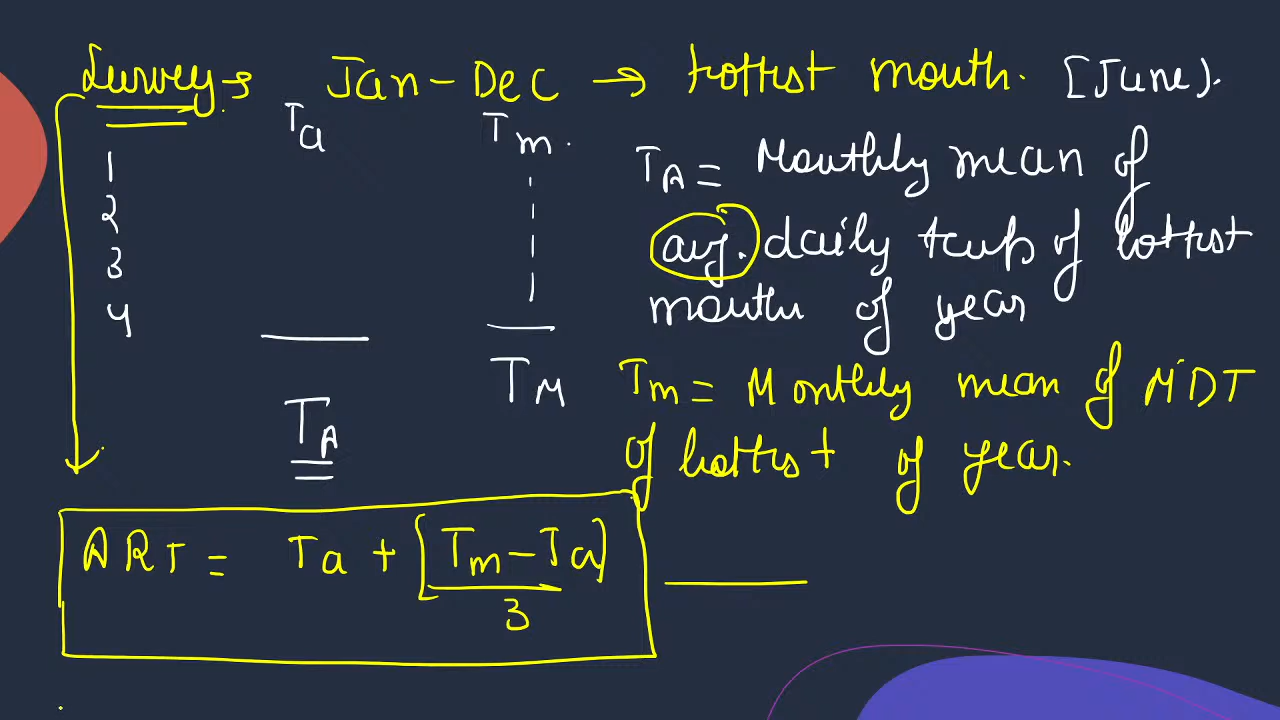 Survey → Jan - Dec → hottest month. [June).
Ta Tm.
1
2
3
4
TA
TM
TA = Monthly mean of
avg. daily temp of hottest
month of year
Tm = Monthly mean of MDT
of hottest of year.
ART = Ta + [Tm - Ta]
3